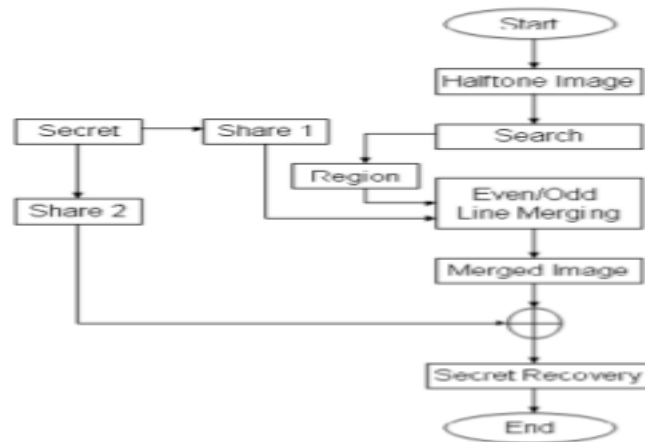 Start
Halftone Image
Secret
Share 1
Search
Region
Share 2
Even/Odd
Line Merging
Merged Image
Secret Recovery
End